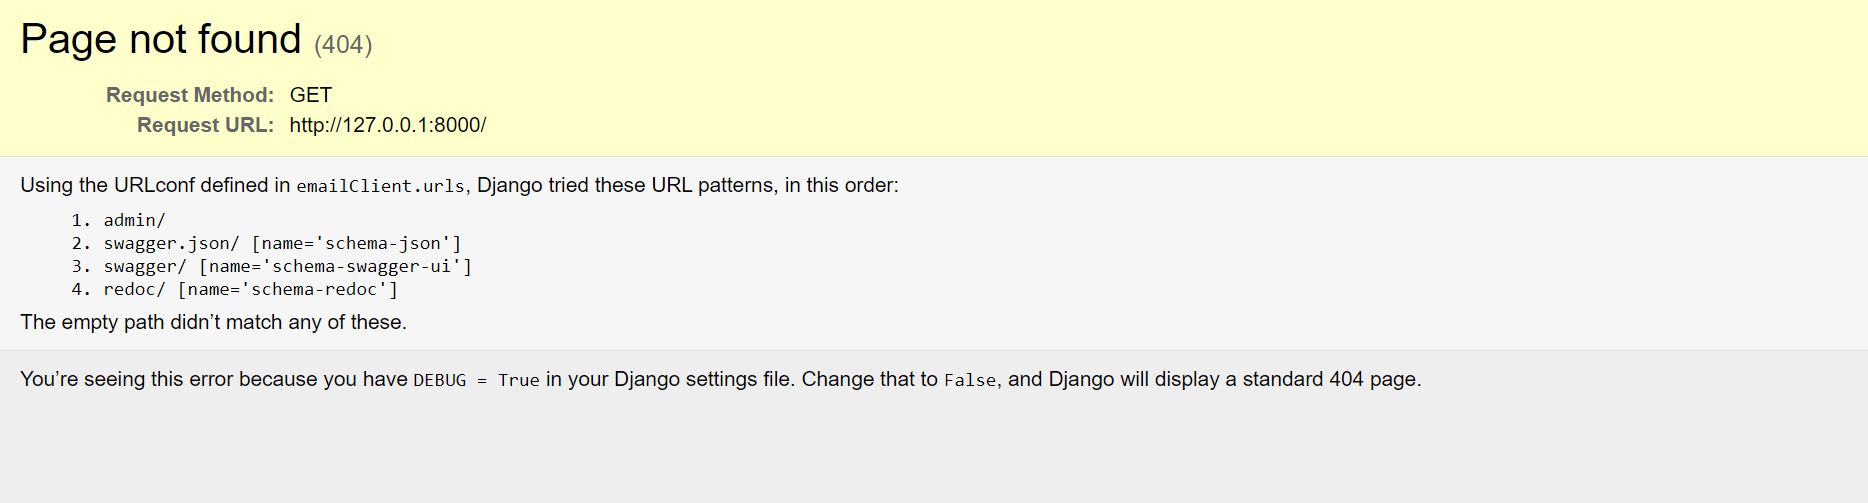 Page not found (404)
Request Method: GET
Request URL: http://127.0.0.1:8000/
Using the URLconf defined in emailClient.urls, Django tried these URL patterns, in this order:
1. admin/
2. swagger.json/ [name='schema-json']
3. swagger/ [name='schema-swagger-ui']
4. redoc/ [name='schema-redoc']
The empty path didn’t match any of these.
You’re seeing this error because you have DEBUG = True in your Django settings file. Change that to False, and Django will display a standard 404 page.